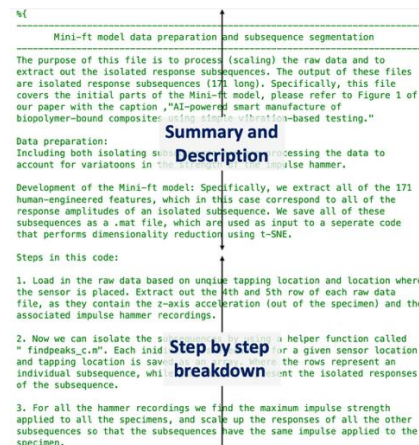 %{
Mini-ft model data preparation and subsequence segmentation
The purpose of this file is to process (scaling) the raw data and to
extract out the isolated response subsequences. The output of these files
are isolated response subsequences (171 long). Specifically, this file
covers the initial parts of the Mini-ft model, please refer to Figure 1 of
our paper with the caption ,"AI-powered smart manufacture of
biopolymer-bound composites using simple vibration-based testing."
Summary and
Description
Data preparation:
Including both isolating processing the data to
account for variatoons in the strength of the impulse hammer.
Development of the Mini-ft model: Specifically, we extract all of the 171
human-engineered features, which in this case correspond to all of the
response amplitudes of an isolated subsequence. We save all of these
subsequences as a .mat file, which are used as input to a seperate code
that performs dimensionality reduction using t-SNE.
Steps in this code:
1. Load in the raw data based on unqiue tapping location and location where
the sensor is placed. Extract out the 4th and 5th row of each raw data
file, as they contain the z-axis acceleration (out of the specimen) and the
associated impulse hammer recordings.
2. Now we can isolate the a helper function called
" findpeaks_c.m". Each for a given sensor location
Step by step
breakdown
and tapping location is saved where the rows represent an
individual subsequence, the isolated responses
of the subsequence.
3. For all the hammer recordings we find the maximum impulse strength
applied to all the specimens, and scale up the responses of all the other
subsequences so that the subsequences have the same impulse applied to the
specimen.